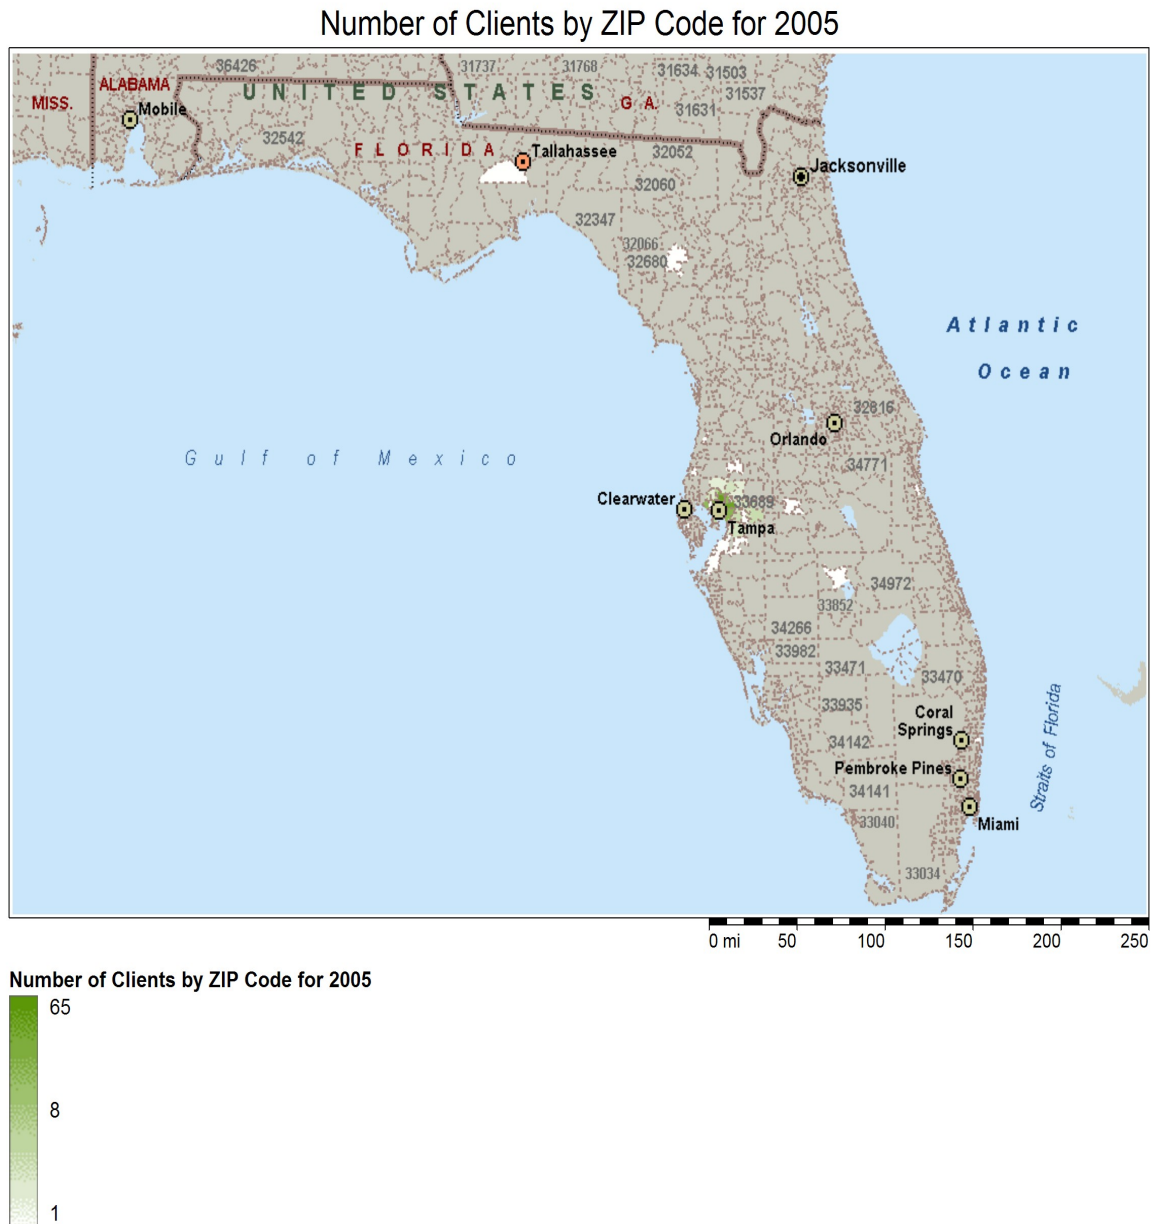 Number of Clients by ZIP Code for 2005
36426
31737
31768
31634
31503
ALABAMA
UNITED STATES
31537
MISS.
Mobile
GA.
31631
32542
FLORIDA
Tallahassee
32052
Jacksonville
32060
32347
32066
32680
Atlantic
Ocean
32816
Orlando
Gulf of Mexico
34771
Clearwater
33689
Tampa
34972
33852
34266
33982
33471
33470
33935
Coral
Springs
34142
Straits of Florida
Pembroke Pines
34141
33040
Miami
33034
0 mi 50 100 150 200 250
Number of Clients by ZIP Code for 2005
65
8
1